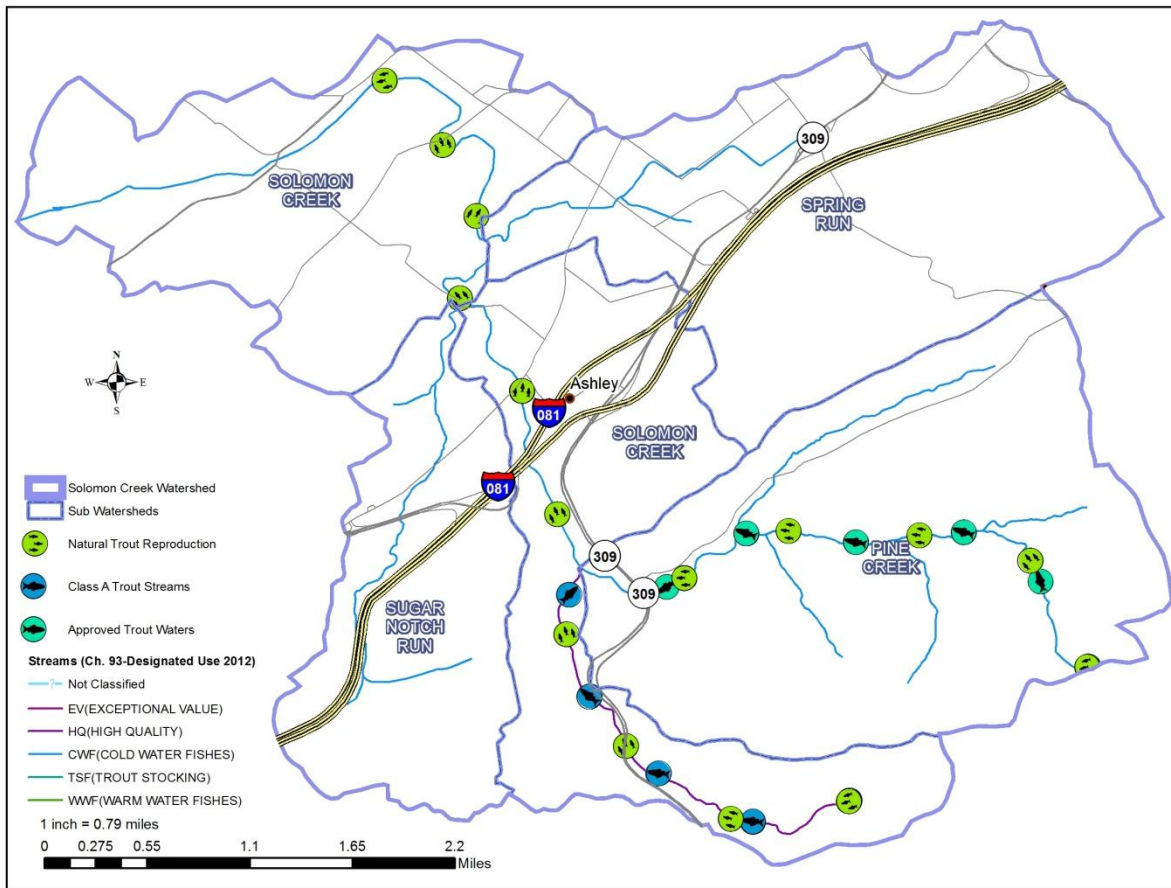 309
SOLOMON
CREEK
SPRING
RUN
N
W E
S
Ashley
081
SOLOMON
CREEK
081
309
309
PINE
CREEK
SUGAR
NOTCH
RUN
Solomon Creek Watershed
Sub Watersheds
Natural Trout Reproduction
Class A Trout Streams
Approved Trout Waters
Streams (Ch. 93-Designated Use 2012)
?
Not Classified
EV(EXCEPTIONAL VALUE)
HQ(HIGH QUALITY)
CWF(COLD WATER FISHES)
TSF(TROUT STOCKING)
WWF(WARM WATER FISHES)
1 inch = 0.79 miles
0 0.275 0.55 1.1 1.65 2.2
Miles